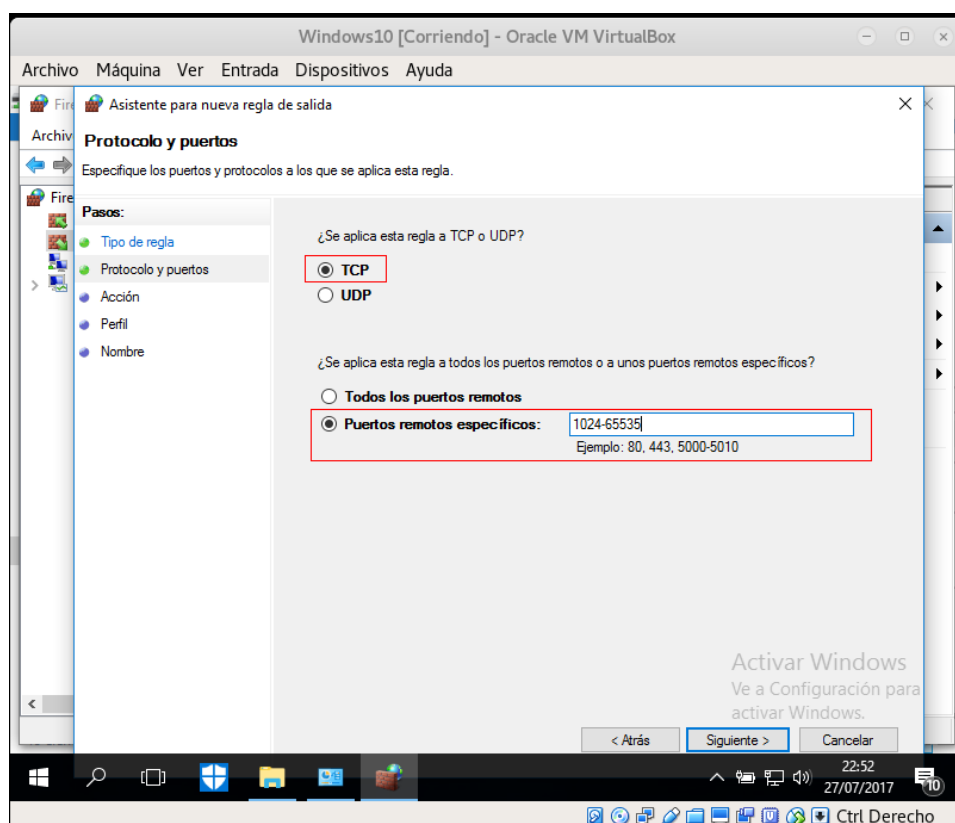 Windows10 [Corriendo] - Oracle VM VirtualBox
Archivo Máquina Ver Entrada Dispositivos Ayuda
Fire
Asistente para nueva regla de salida
Archiv
Protocolo y puertos
Especifique los puertos y protocolos a los que se aplica esta regla.
Fire
Pasos:
Tipo de regla
Protocolo y puertos
Acción
Perfil
Nombre
¿Se aplica esta regla a TCP o UDP?
TCP
UDP
¿Se aplica esta regla a todos los puertos remotos o a unos puertos remotos específicos?
Todos los puertos remotos
Puertos remotos específicos: 1024-65535
Ejemplo: 80, 443, 5000-5010
Activar Windows
Ve a Configuración para
activar Windows.
< Atrás Siguiente > Cancelar
22:52
27/07/2017
10
Ctrl Derecho